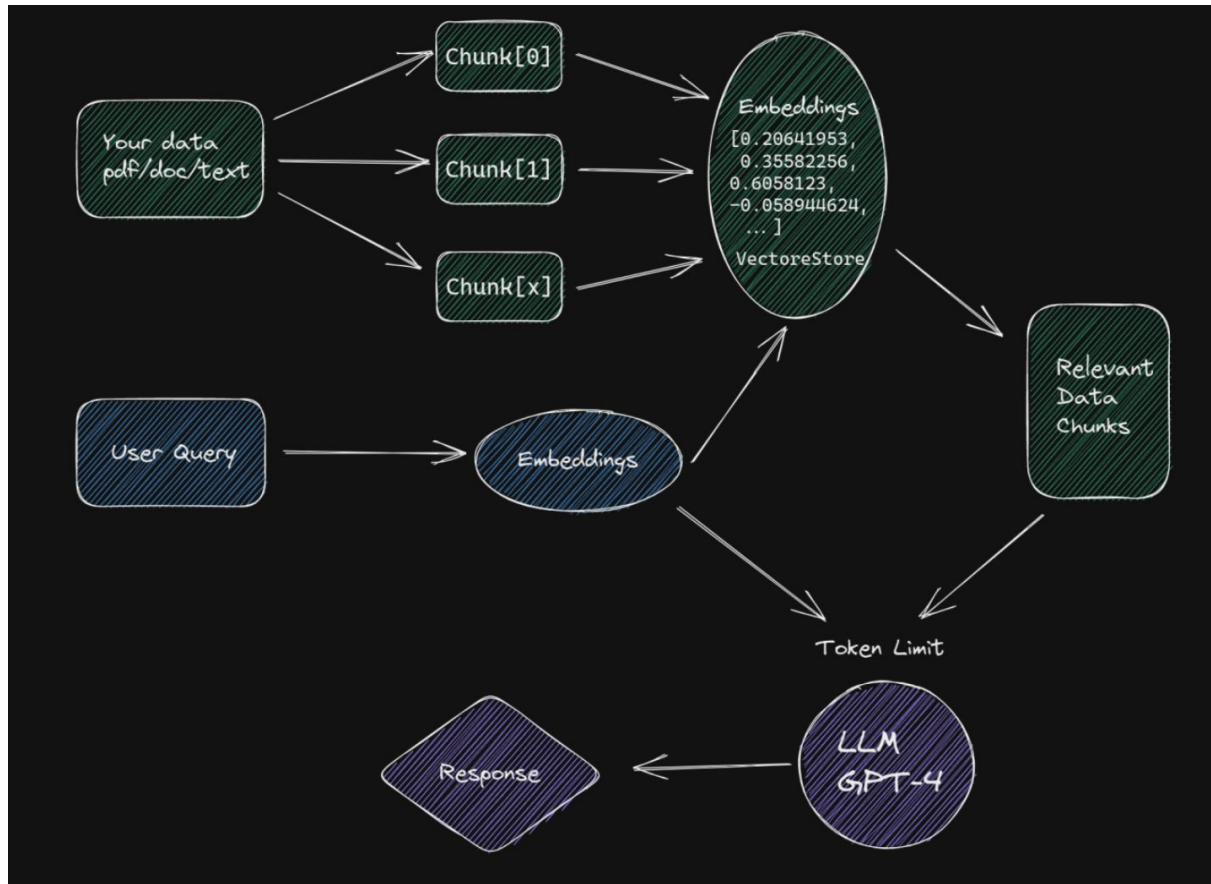 Chunk[0]
Your data
pdf/doc/text
Chunk[1]
Chunk[x]
Embeddings
[0.20641953,
0.35582256,
0.6058123,
-0.058944624,
...]
VectoreStore
Relevant
Data
Chunks
User Query
Embeddings
Token Limit
LLM
GPT-4
Response